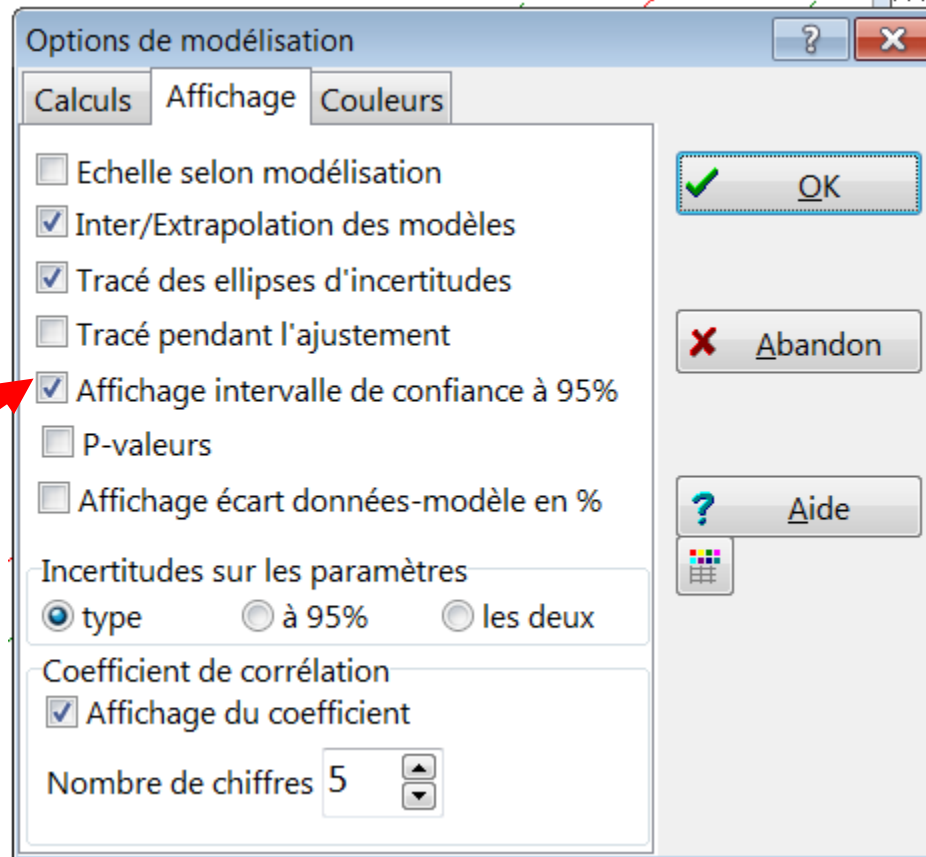 Options de modélisation
Calculs Affichage Couleurs
Echelle selon modélisation
Inter/Extrapolation des modèles
Tracé des ellipses d'incertitudes
Tracé pendant l'ajustement
Affichage intervalle de confiance à 95%
P-valeurs
Affichage écart données-modèle en %
Incertitudes sur les paramètres
type à 95% les deux
Coefficient de corrélation
Affichage du coefficient
Nombre de chiffres 5
OK
Abandon
? Aide